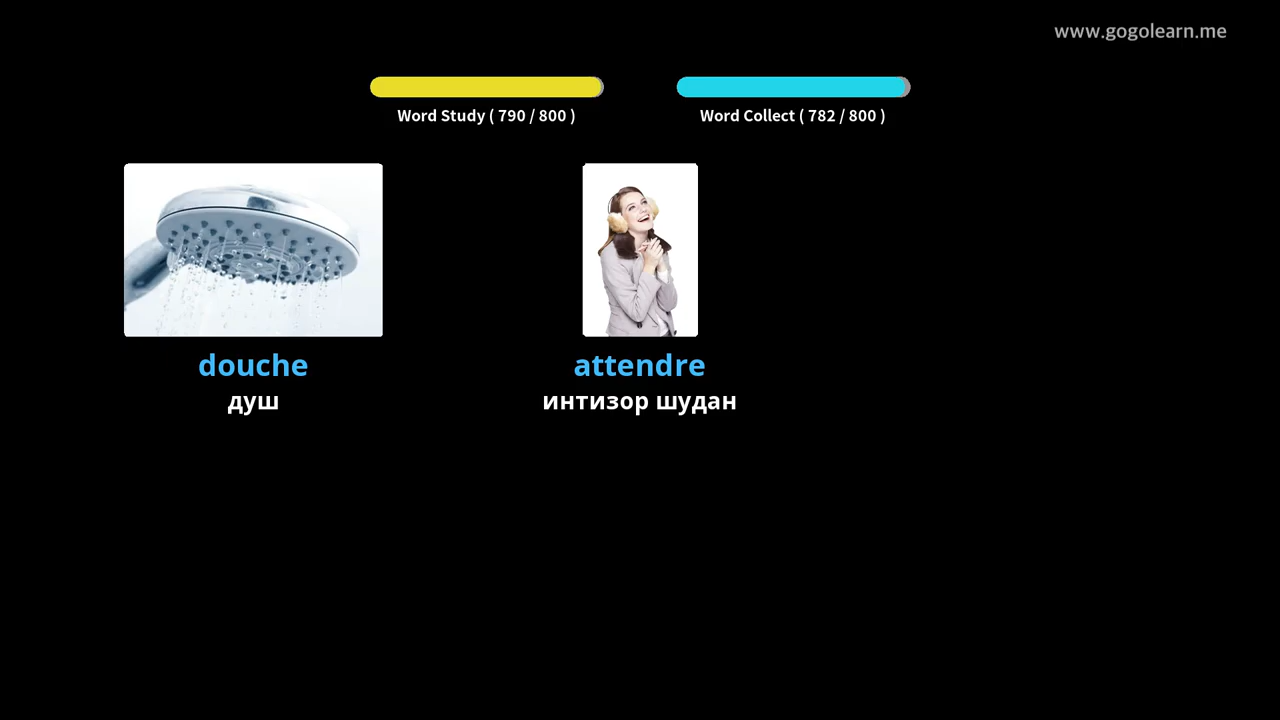 www.gogolearn.me
Word Study ( 790 / 800 )
Word Collect ( 782 / 800 )
douche
душ
attendre
интизор шудан